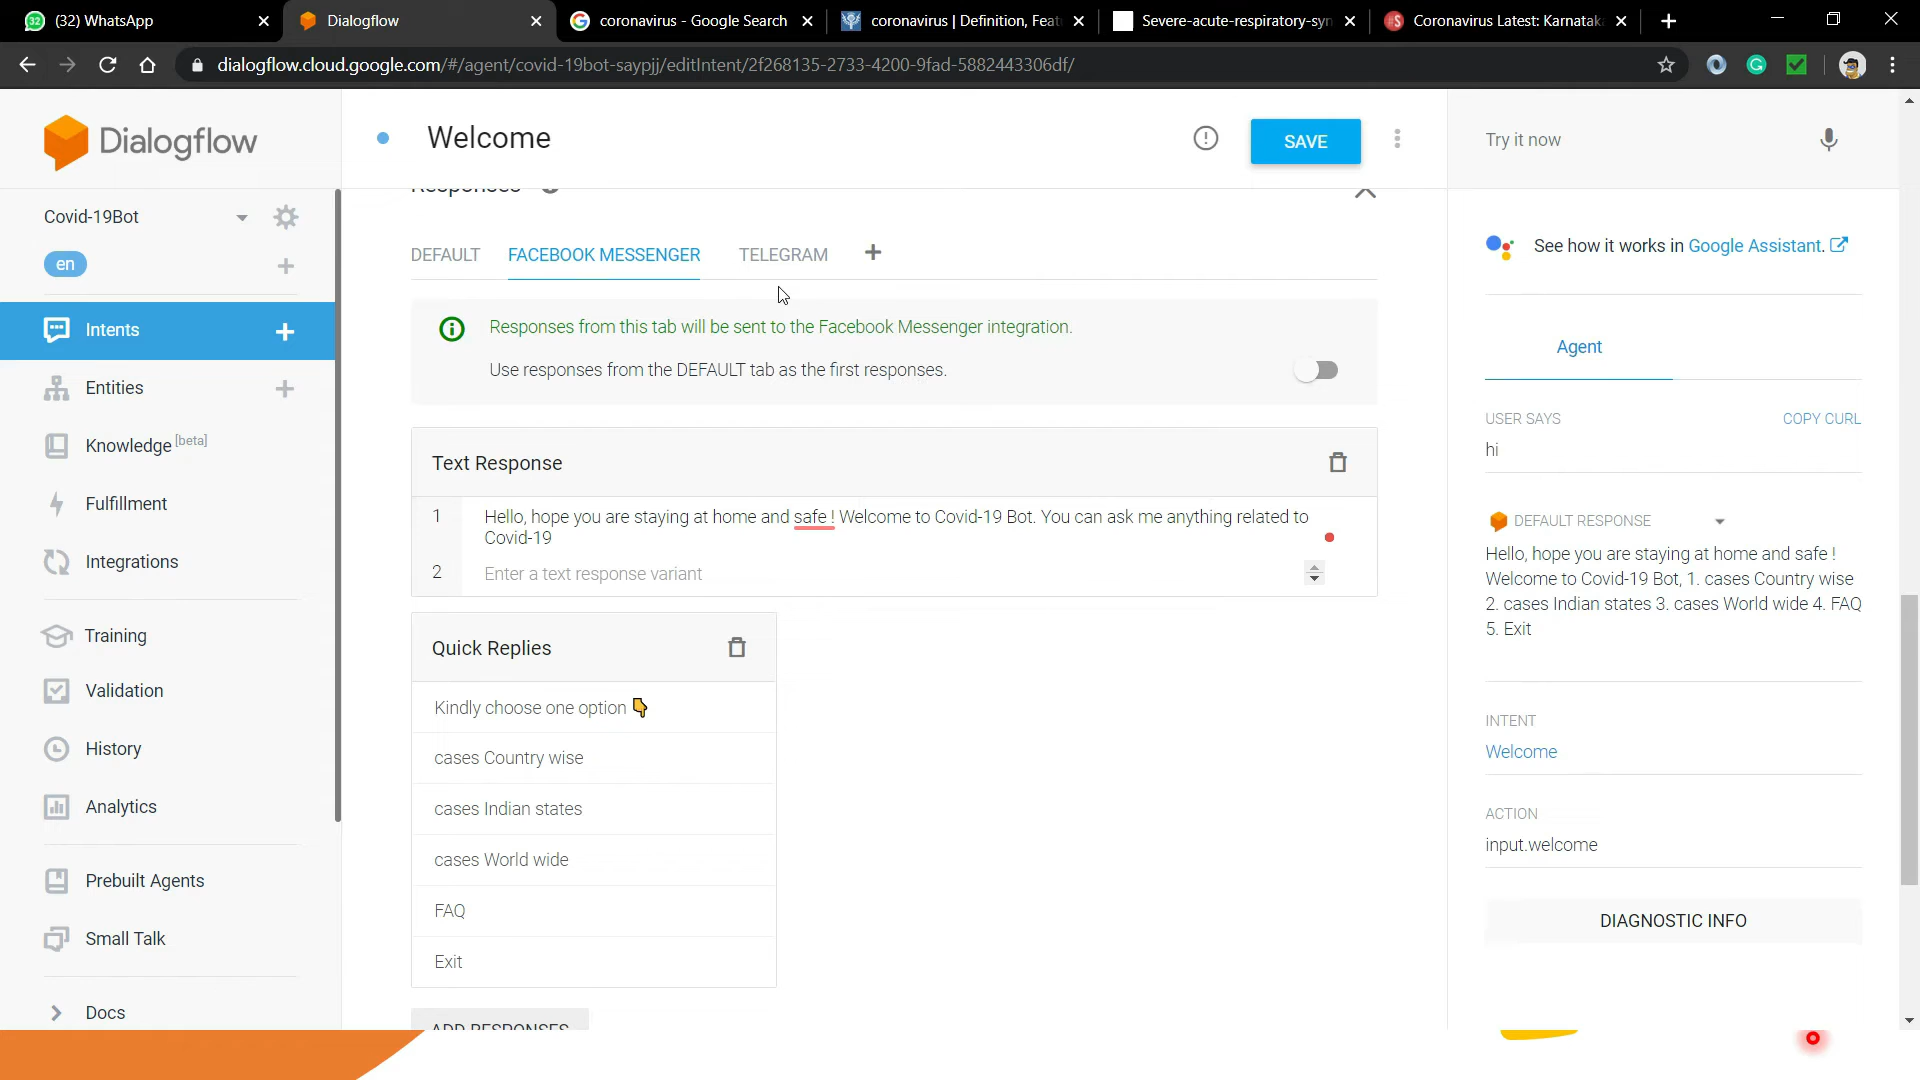 (32) WhatsApp
Dialogflow
coronavirus - Google Search
coronavirus | Definition, Feat
Severe-acute-respiratory-syn
Coronavirus Latest: Karnatak
dialogflow.cloud.google.com/#/agent/covid-19bot-saypjj/editIntent/2f268135-2733-4200-9fad-5882443306df/
Dialogflow
Welcome
SAVE
Try it now
Covid-19Bot
en
Intents
Entities
Knowledge [beta]
Fulfillment
Integrations
Training
Validation
History
Analytics
Prebuilt Agents
Small Talk
Docs
Responses
DEFAULT
FACEBOOK MESSENGER
TELEGRAM
Responses from this tab will be sent to the Facebook Messenger integration.
Use responses from the DEFAULT tab as the first responses.
Text Response
1 Hello, hope you are staying at home and safe ! Welcome to Covid-19 Bot. You can ask me anything related to
Covid-19
2 Enter a text response variant
Quick Replies
Kindly choose one option 👇
cases Country wise
cases Indian states
cases World wide
FAQ
Exit
ADD RESPONSES
See how it works in Google Assistant.
Agent
USER SAYS
COPY CURL
hi
DEFAULT RESPONSE
Hello, hope you are staying at home and safe !
Welcome to Covid-19 Bot, 1. cases Country wise
2. cases Indian states 3. cases World wide 4. FAQ
5. Exit
INTENT
Welcome
ACTION
input.welcome
DIAGNOSTIC INFO